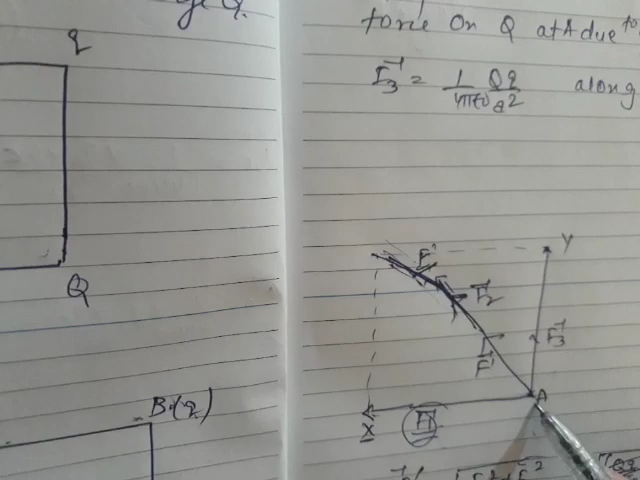 Q.
q
Q
B.(q)
force On Q at A due to
F₃ = 1/4πε₀ Qq/a² along
Y
F
F₂
F₃
F
A
X
F₁